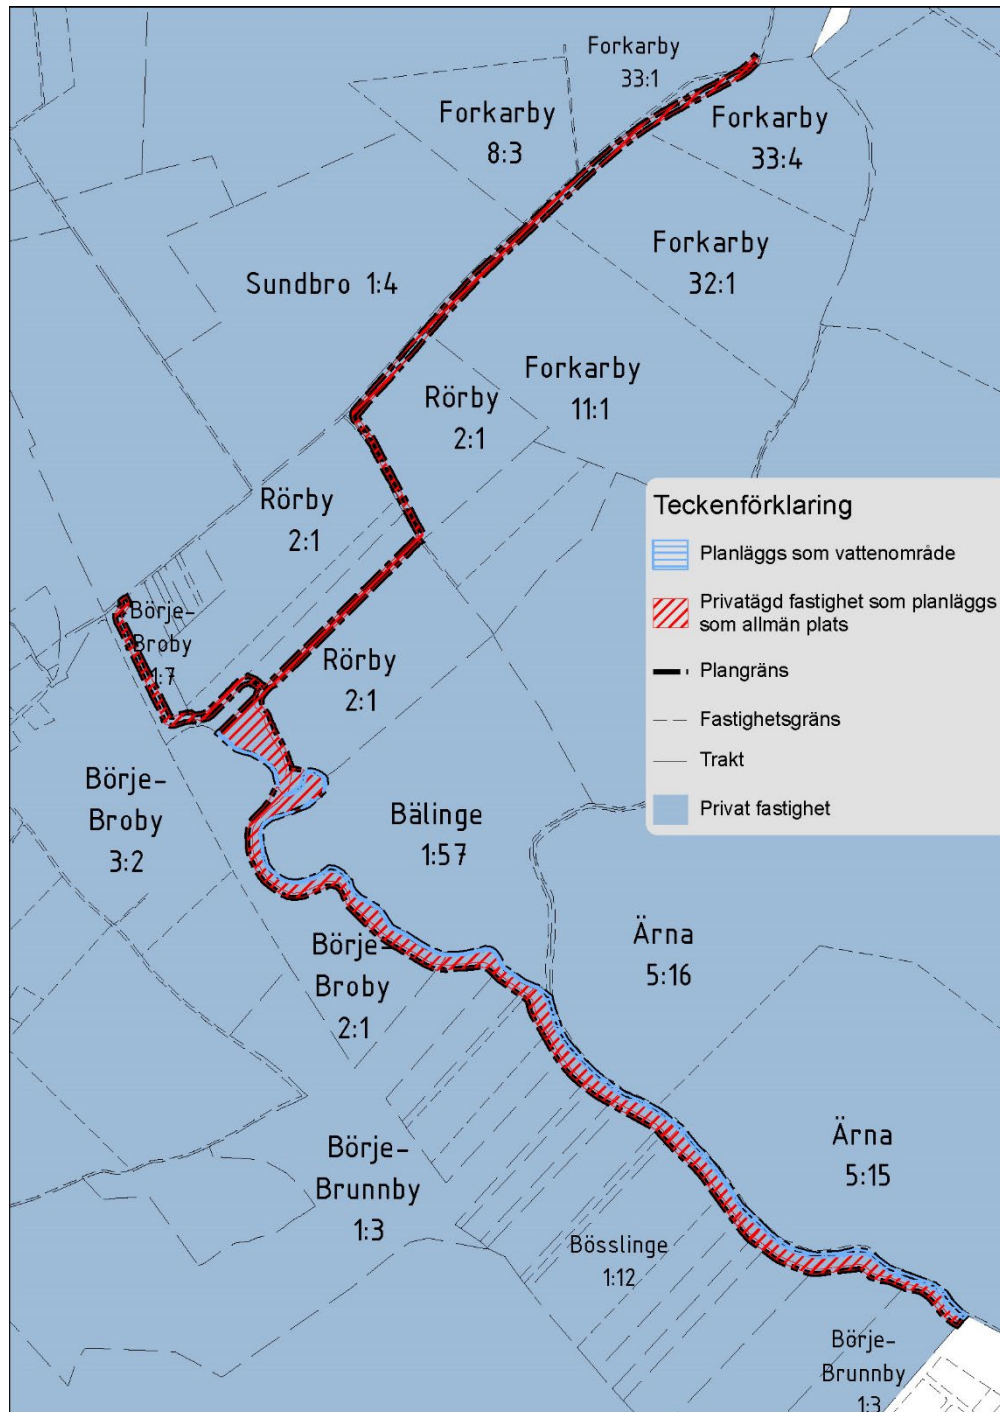 Forkarby
33:1
Forkarby
8:3
Forkarby
33:4
Forkarby
32:1
Sundbro 1:4
Forkarby
11:1
Rörby
2:1
Rörby
2:1
Teckenförklaring
Planläggs som vattenområde
Privatägd fastighet som planläggs
som allmän plats
Plangräns
Fastighetsgräns
Trakt
Privat fastighet
Börje-
Broby
1:7
Rörby
2:1
Börje-
Broby
3:2
Bälinge
1:57
Ärna
5:16
Börje-
Broby
2:1
Ärna
5:15
Börje-
Brunnby
1:3
Bösslinge
1:12
Börje-
Brunnby
1:3